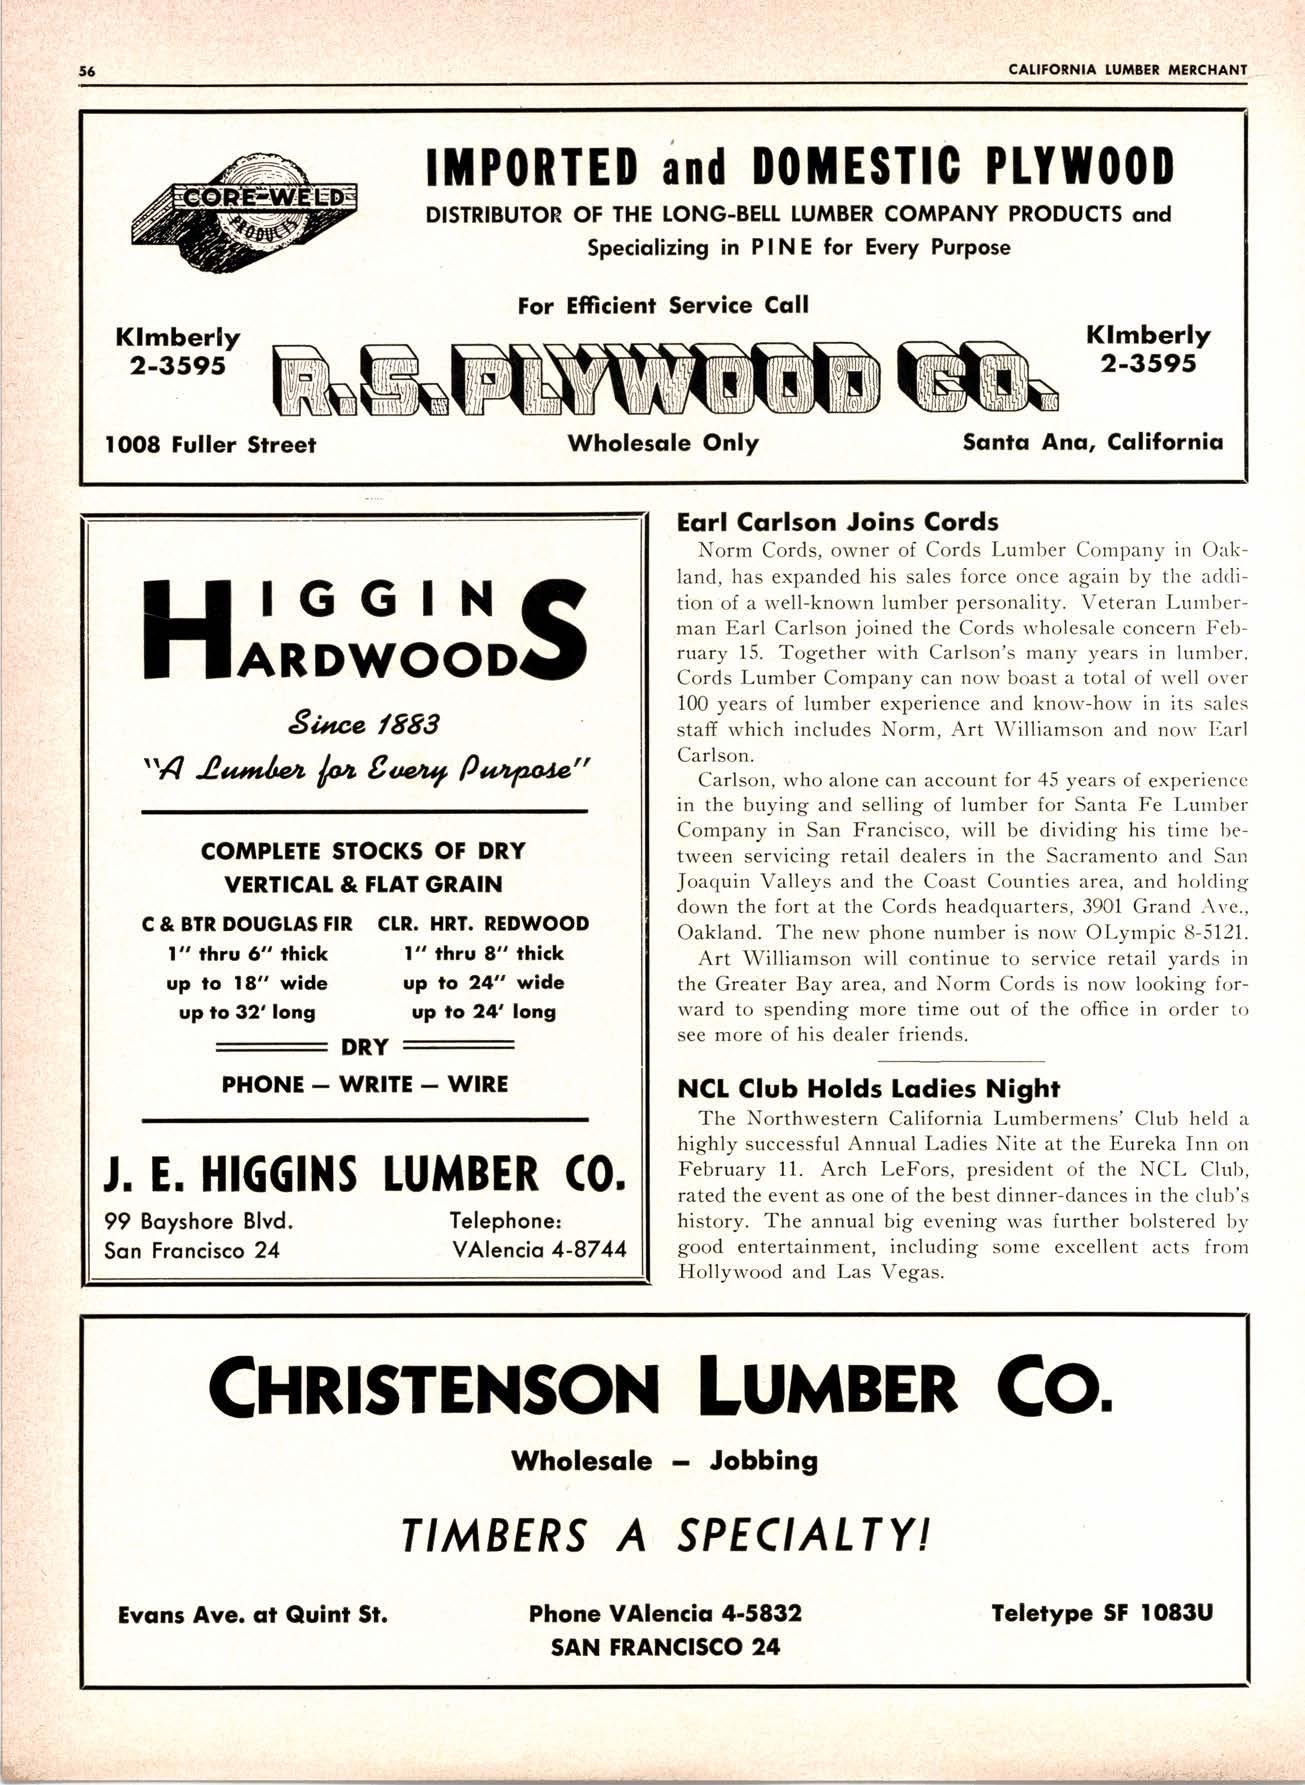 56
CALIFORNIA LUMBER MERCHANT
CORE-WELD
PRODUCTS
IMPORTED and DOMESTIC PLYWOOD
DISTRIBUTOR OF THE LONG-BELL LUMBER COMPANY PRODUCTS and
Specializing in PINE for Every Purpose
For Efficient Service Call
KImberly
2-3595
R.S. PLYWOOD CO.
KImberly
2-3595
1008 Fuller Street
Wholesale Only
Santa Ana, California
HIGGINS
HARDWOODS
Since 1883
"A Lumber for Every Purpose"
COMPLETE STOCKS OF DRY
VERTICAL & FLAT GRAIN
C & BTR DOUGLAS FIR
1" thru 6" thick
up to 18" wide
up to 32' long
CLR. HRT. REDWOOD
1" thru 8" thick
up to 24" wide
up to 24' long
DRY
PHONE — WRITE — WIRE
J. E. HIGGINS LUMBER CO.
99 Bayshore Blvd.
San Francisco 24
Telephone:
VAlencia 4-8744
Earl Carlson Joins Cords
Norm Cords, owner of Cords Lumber Company in Oak-
land, has expanded his sales force once again by the addi-
tion of a well-known lumber personality. Veteran Lumber-
man Earl Carlson joined the Cords wholesale concern Feb-
ruary 15. Together with Carlson's many years in lumber,
Cords Lumber Company can now boast a total of well over
100 years of lumber experience and know-how in its sales
staff which includes Norm, Art Williamson and now Earl
Carlson.
Carlson, who alone can account for 45 years of experience
in the buying and selling of lumber for Santa Fe Lumber
Company in San Francisco, will be dividing his time be-
tween servicing retail dealers in the Sacramento and San
Joaquin Valleys and the Coast Counties area, and holding
down the fort at the Cords headquarters, 3901 Grand Ave.,
Oakland. The new phone number is now OLympic 8-5121.
Art Williamson will continue to service retail yards in
the Greater Bay area, and Norm Cords is now looking for-
ward to spending more time out of the office in order to
see more of his dealer friends.
NCL Club Holds Ladies Night
The Northwestern California Lumbermens' Club held a
highly successful Annual Ladies Nite at the Eureka Inn on
February 11. Arch LeFors, president of the NCL Club,
rated the event as one of the best dinner-dances in the club's
history. The annual big evening was further bolstered by
good entertainment, including some excellent acts from
Hollywood and Las Vegas.
CHRISTENSON LUMBER CO.
Wholesale — Jobbing
TIMBERS A SPECIALTY!
Evans Ave. at Quint St.
Phone VAlencia 4-5832
Teletype SF 1083U
SAN FRANCISCO 24